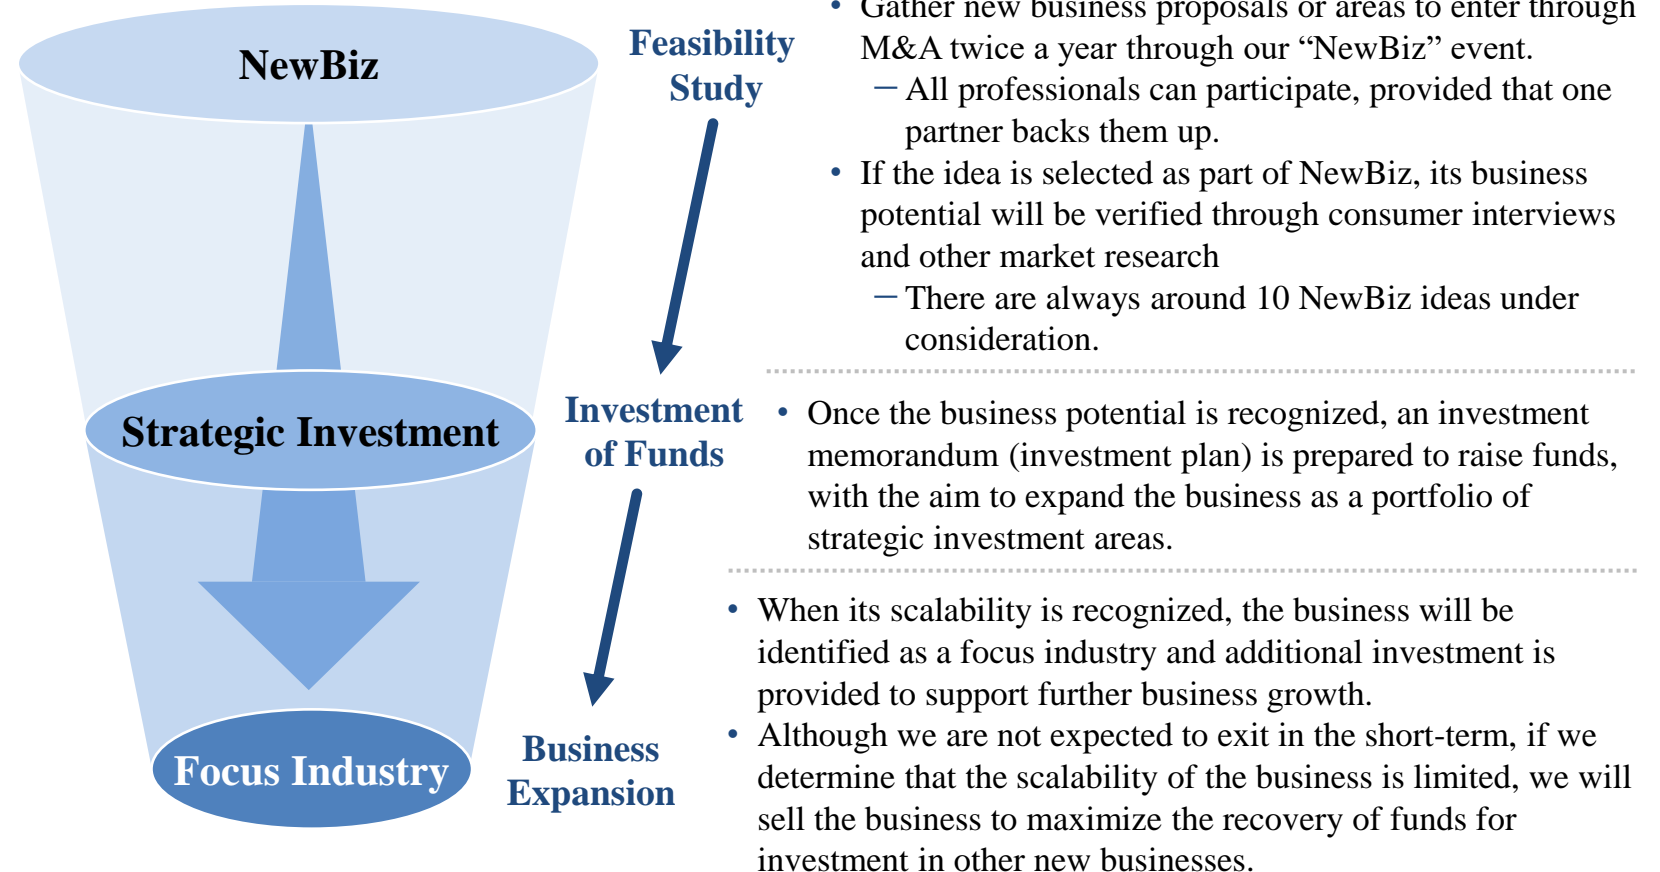 NewBiz
Feasibility
Study
• Gather new business proposals or areas to enter through
M&A twice a year through our “NewBiz” event.
– All professionals can participate, provided that one
partner backs them up.
• If the idea is selected as part of NewBiz, its business
potential will be verified through consumer interviews
and other market research
– There are always around 10 NewBiz ideas under
consideration.
Strategic Investment
Investment
of Funds
• Once the business potential is recognized, an investment
memorandum (investment plan) is prepared to raise funds,
with the aim to expand the business as a portfolio of
strategic investment areas.
Focus Industry
Business
Expansion
• When its scalability is recognized, the business will be
identified as a focus industry and additional investment is
provided to support further business growth.
• Although we are not expected to exit in the short-term, if we
determine that the scalability of the business is limited, we will
sell the business to maximize the recovery of funds for
investment in other new businesses.